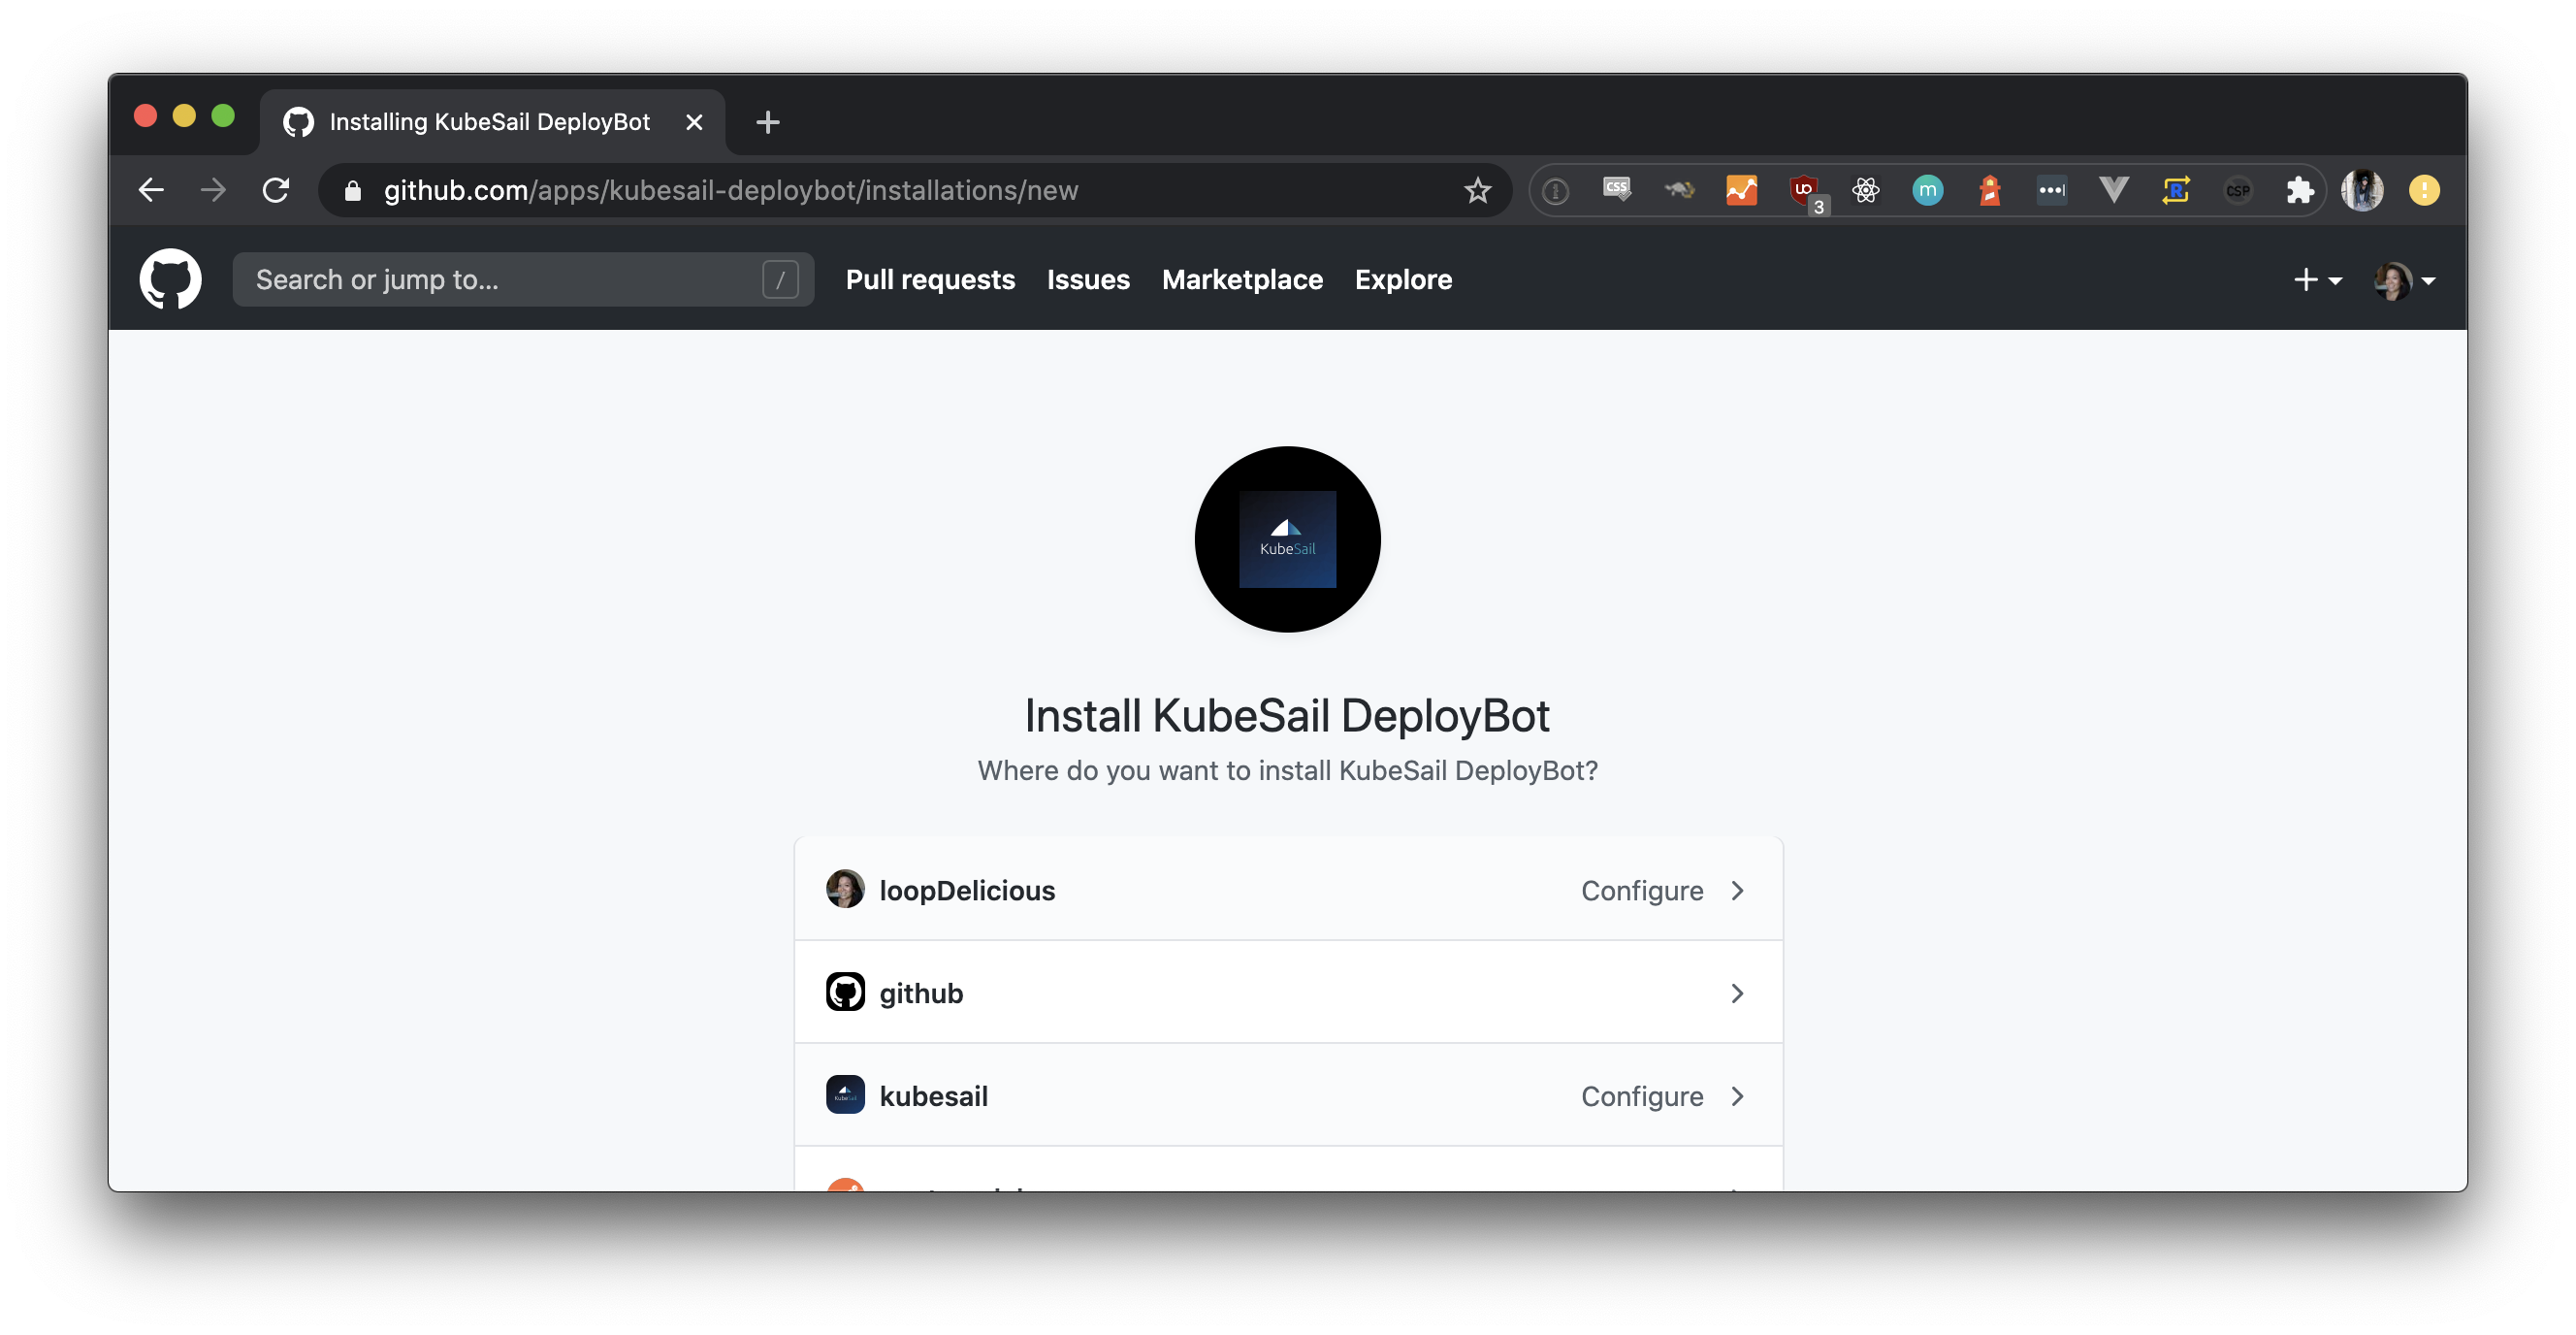 Installing KubeSail DeployBot
github.com/apps/kubesail-deploybot/installations/new
CSS
3
m
R
CSP
Search or jump to...
/
Pull requests
Issues
Marketplace
Explore
KubeSail
Install KubeSail DeployBot
Where do you want to install KubeSail DeployBot?
loopDelicious
Configure
github
kubesail
Configure